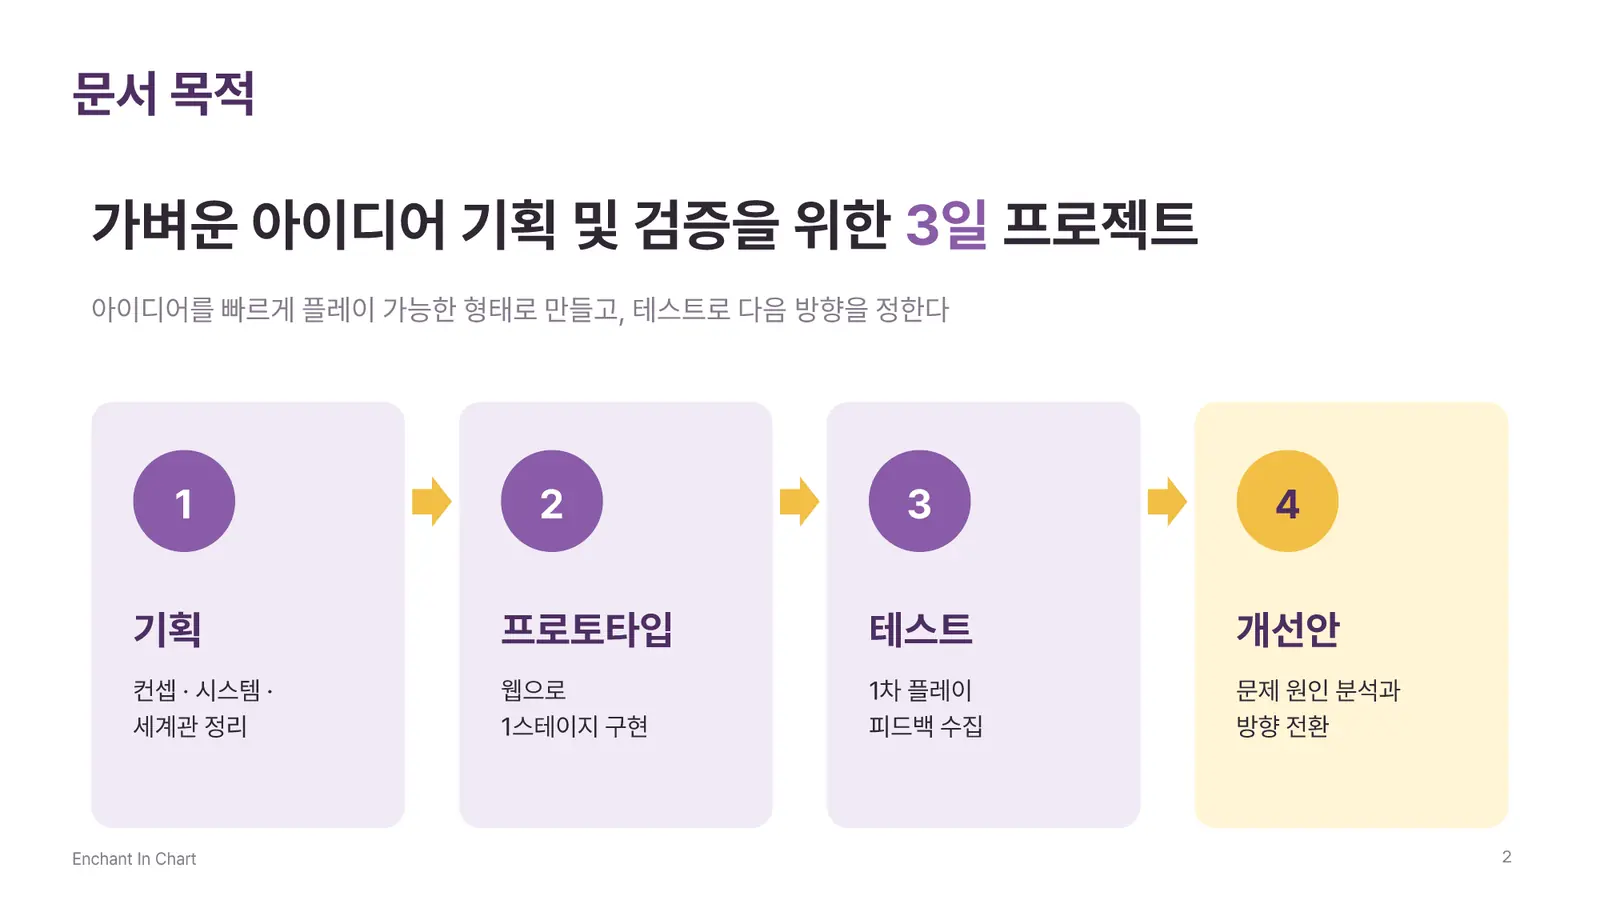 문서 목적
가벼운 아이디어 기획 및 검증을 위한 3일 프로젝트
아이디어를 빠르게 플레이 가능한 형태로 만들고, 테스트로 다음 방향을 정한다
1
기획
컨셉 · 시스템 ·
세계관 정리
2
프로토타입
웹으로
1스테이지 구현
3
테스트
1차 플레이
피드백 수집
4
개선안
문제 원인 분석과
방향 전환
Enchant In Chart
2